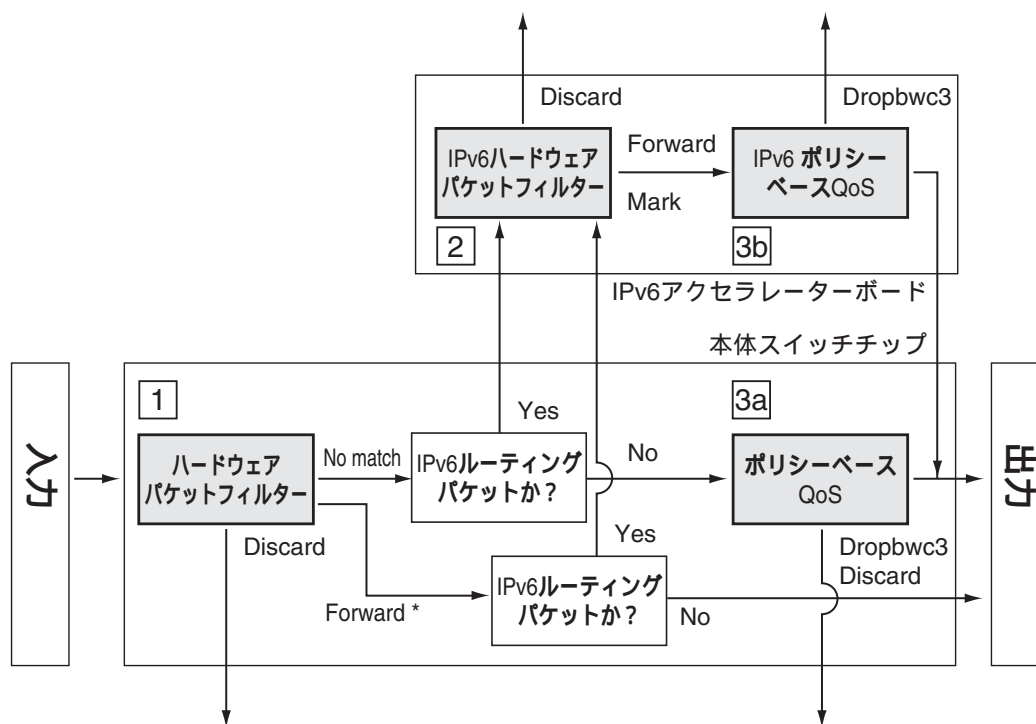 Discard
Dropbwc3
IPv6ハードウェア
パケットフィルター
Forward
Mark
IPv6 ポリシー
ベースQoS
2
3b
IPv6アクセラレーターボード
本体スイッチチップ
入力
1
ハードウェア
パケットフィルター
No match
Discard
Forward *
Yes
IPv6ルーティング
パケットか？
No
Yes
IPv6ルーティング
パケットか？
No
3a
ポリシーベース
QoS
Dropbwc3
Discard
出力